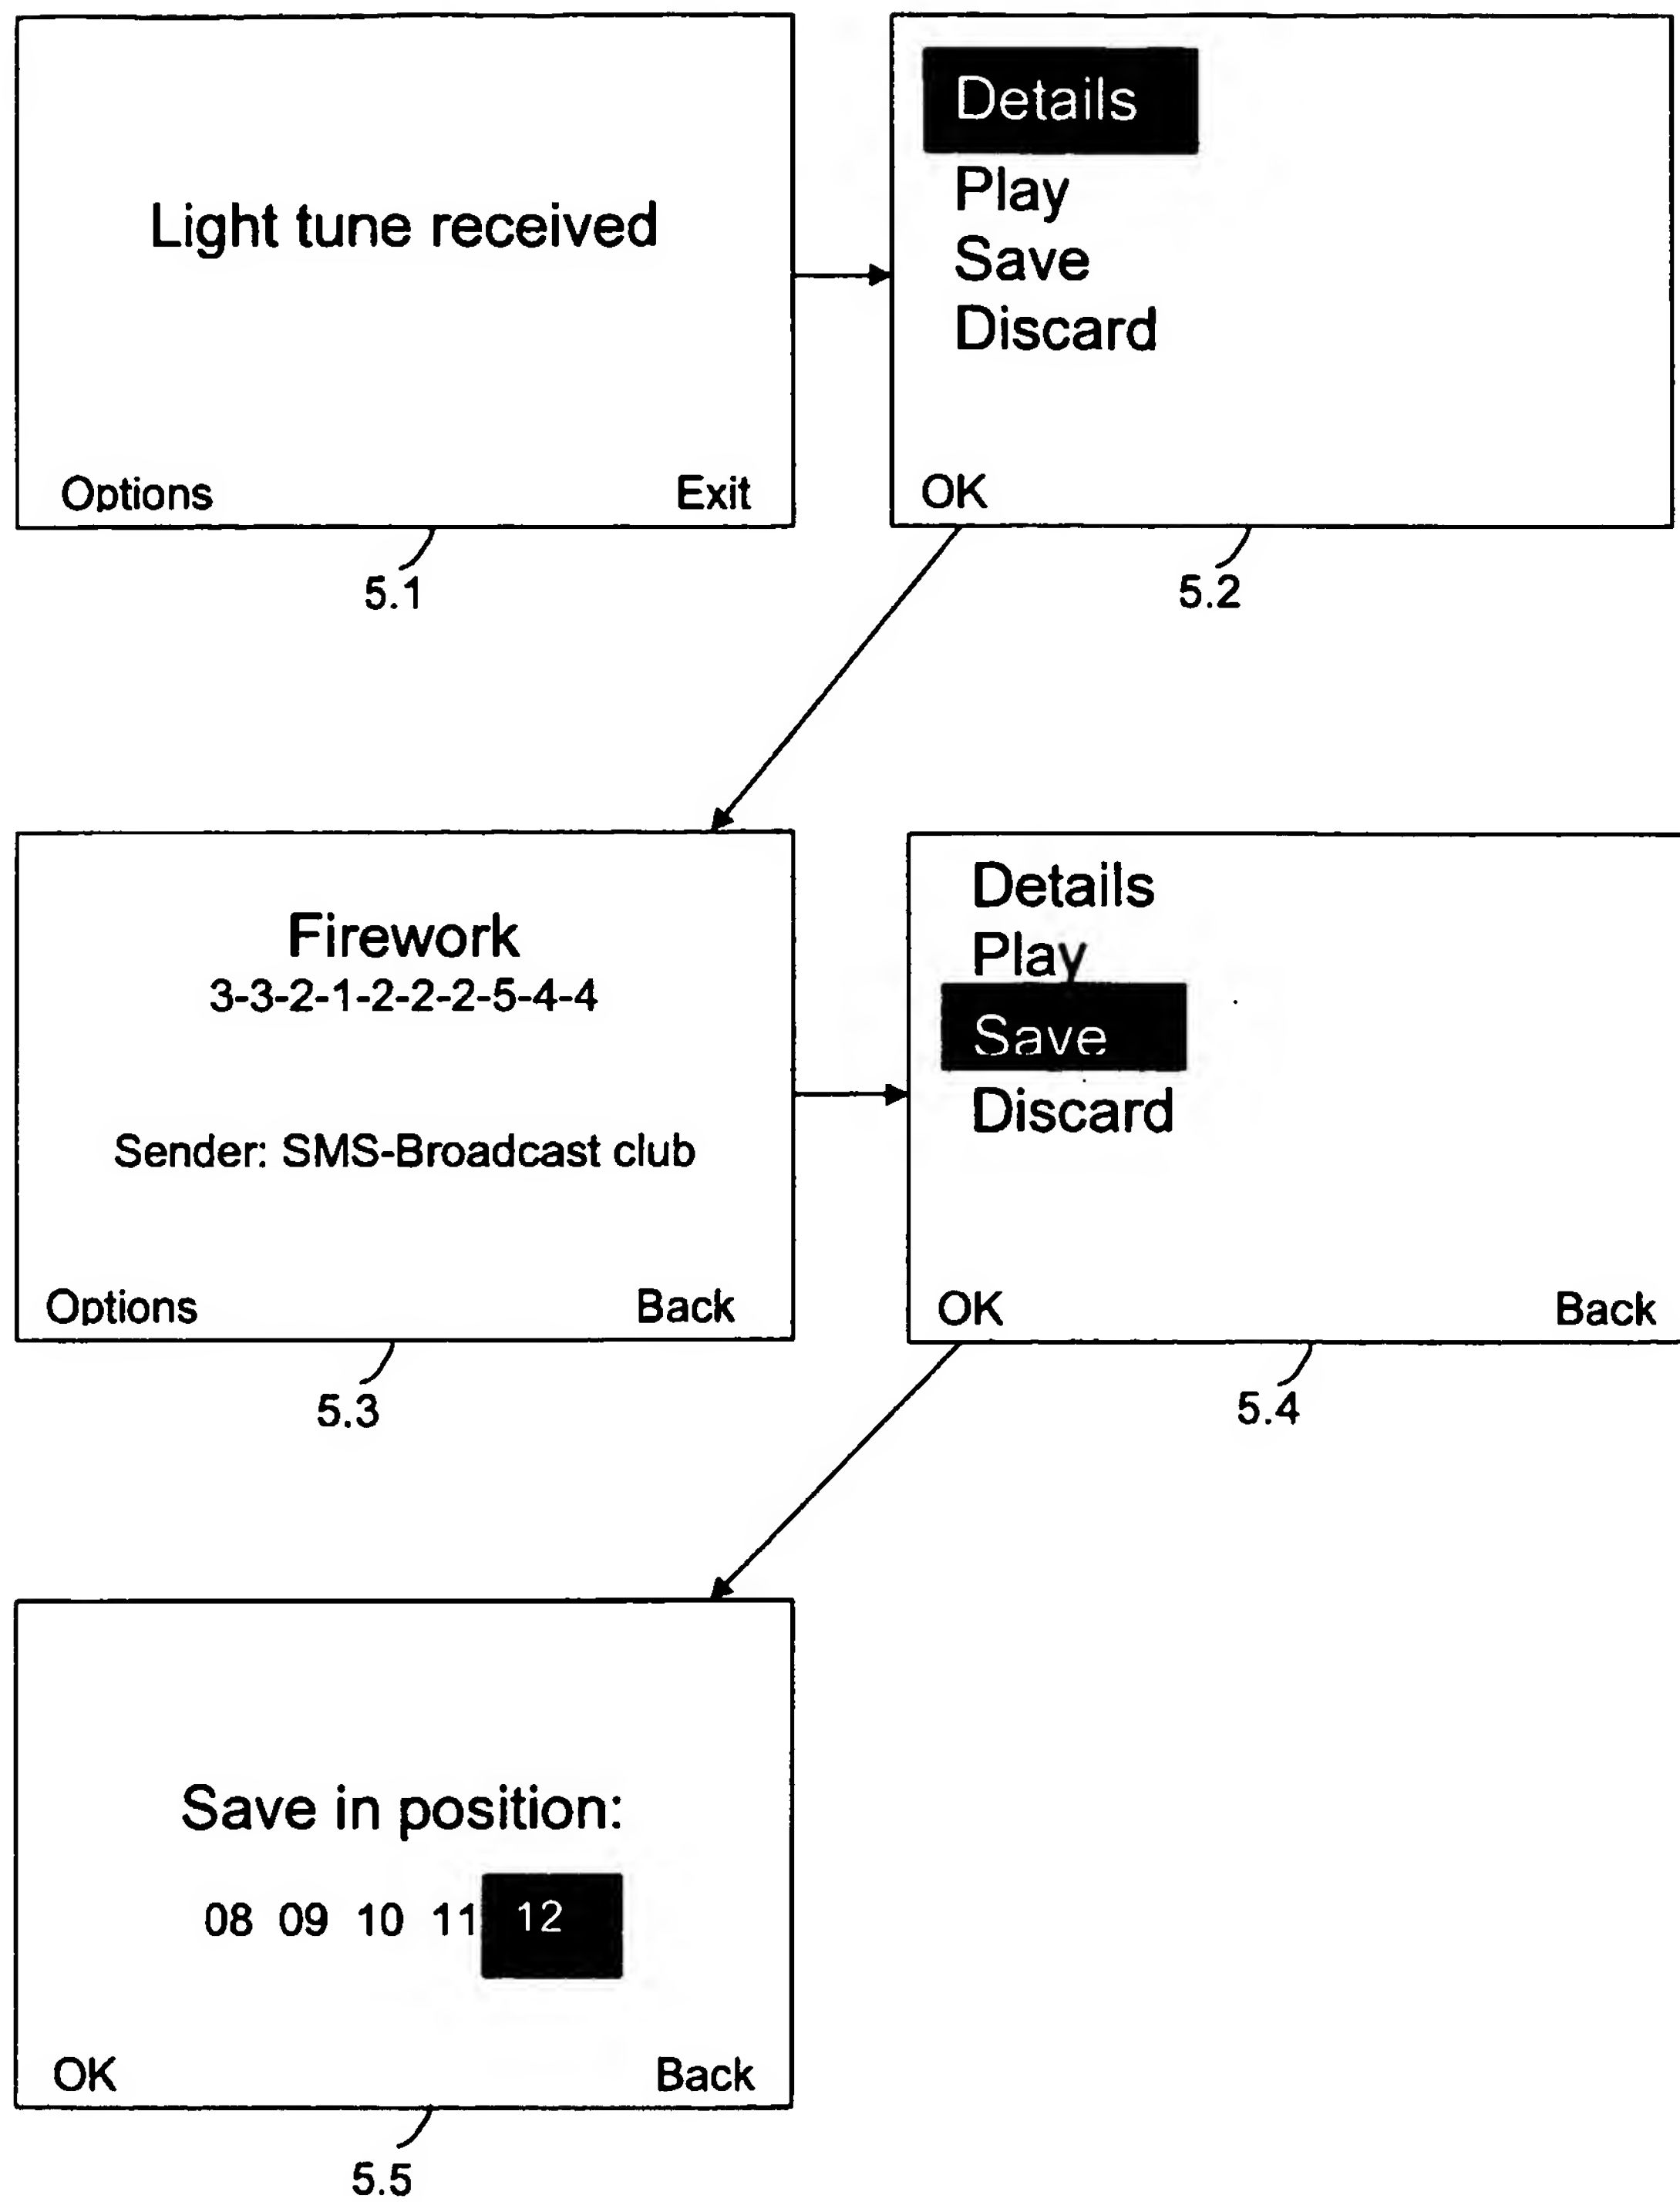 Light tune received
Options Exit
5.1
Details
Play
Save
Discard
OK
5.2
Firework
3-3-2-1-2-2-2-5-4-4
Sender: SMS-Broadcast club
Options Back
5.3
Details
Play
Save
Discard
OK Back
5.4
Save in position:
08 09 10 11 12
OK Back
5.5